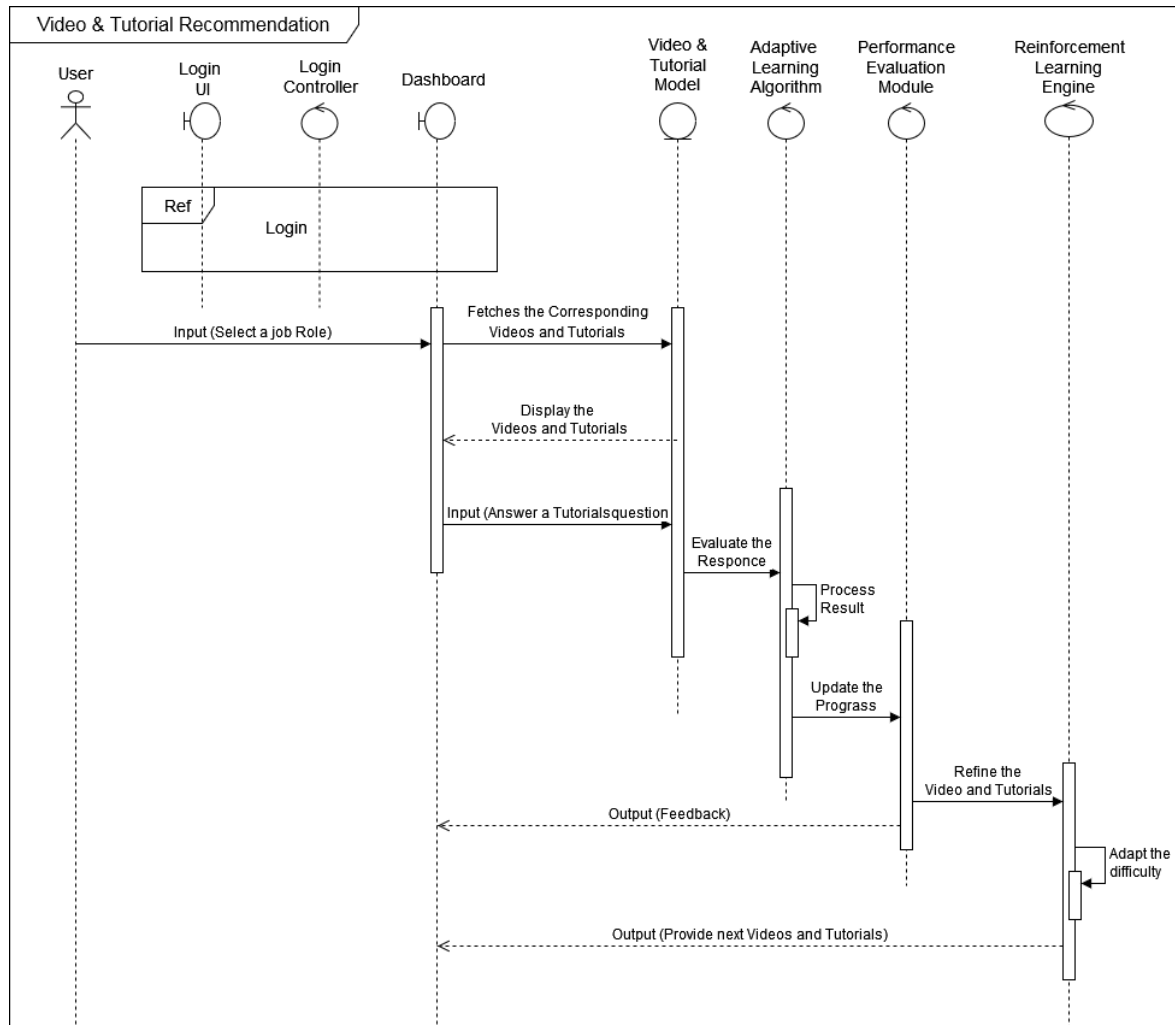 Video & Tutorial Recommendation
User
Login
UI
Login
Controller
Dashboard
Video &
Tutorial
Model
Adaptive
Learning
Algorithm
Performance
Evaluation
Module
Reinforcement
Learning
Engine
Ref
Login
Input (Select a job Role)
Fetches the Corresponding
Videos and Tutorials
Display the
Videos and Tutorials
Input (Answer a Tutorialsquestion
Evaluate the
Responce
Process
Result
Update the
Prograss
Refine the
Video and Tutorials
Output (Feedback)
Adapt the
difficulty
Output (Provide next Videos and Tutorials)